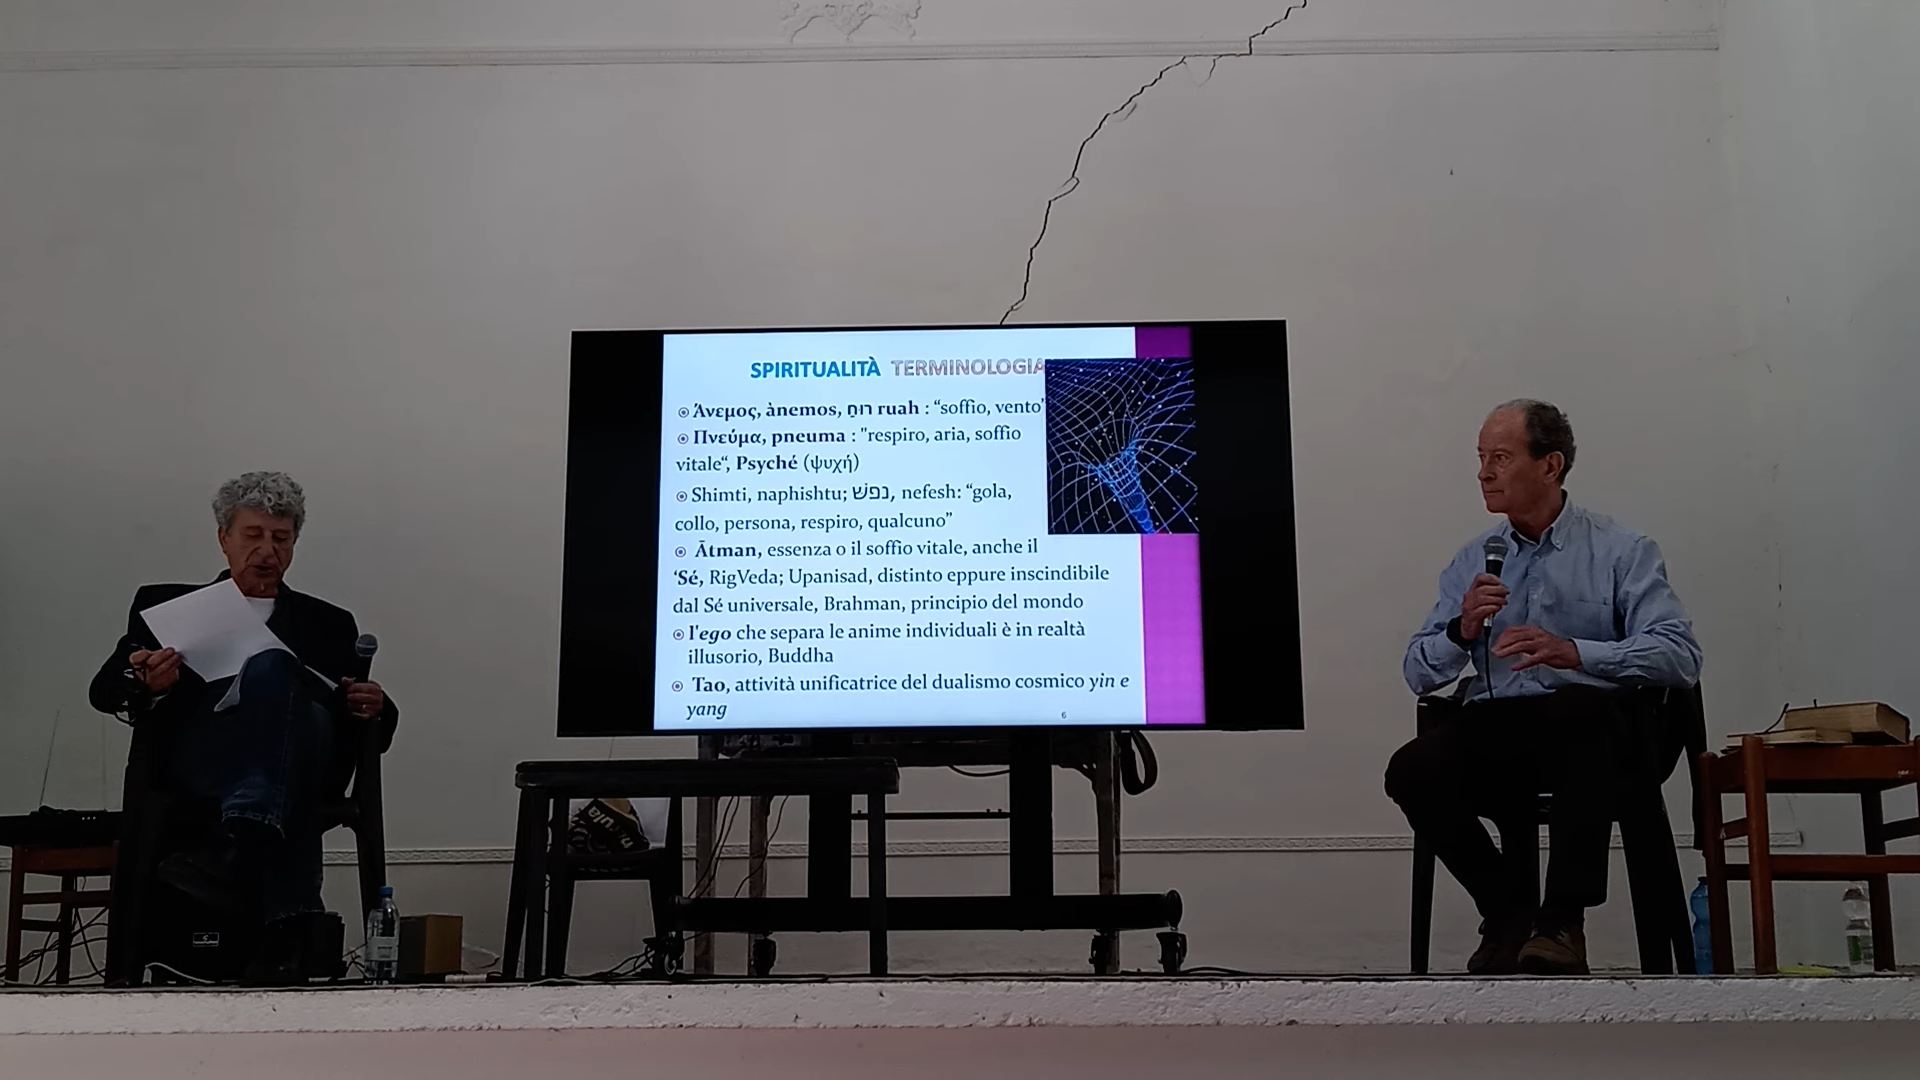 SPIRITUALITÀ TERMINOLOGIA
Άνεμος, ànemos, רוּחַ ruah : “soffio, vento”
Πνεύμα, pneuma : "respiro, aria, soffio
vitale“, Psyché (ψυχή)
Shimti, naphishtu; נפשׁ, nefesh: “gola,
collo, persona, respiro, qualcuno”
Ātman, essenza o il soffio vitale, anche il
‘Sé, RigVeda; Upanisad, distinto eppure inscindibile
dal Sé universale, Brahman, principio del mondo
l'ego che separa le anime individuali è in realtà
illusorio, Buddha
Tao, attività unificatrice del dualismo cosmico yin e
yang
6